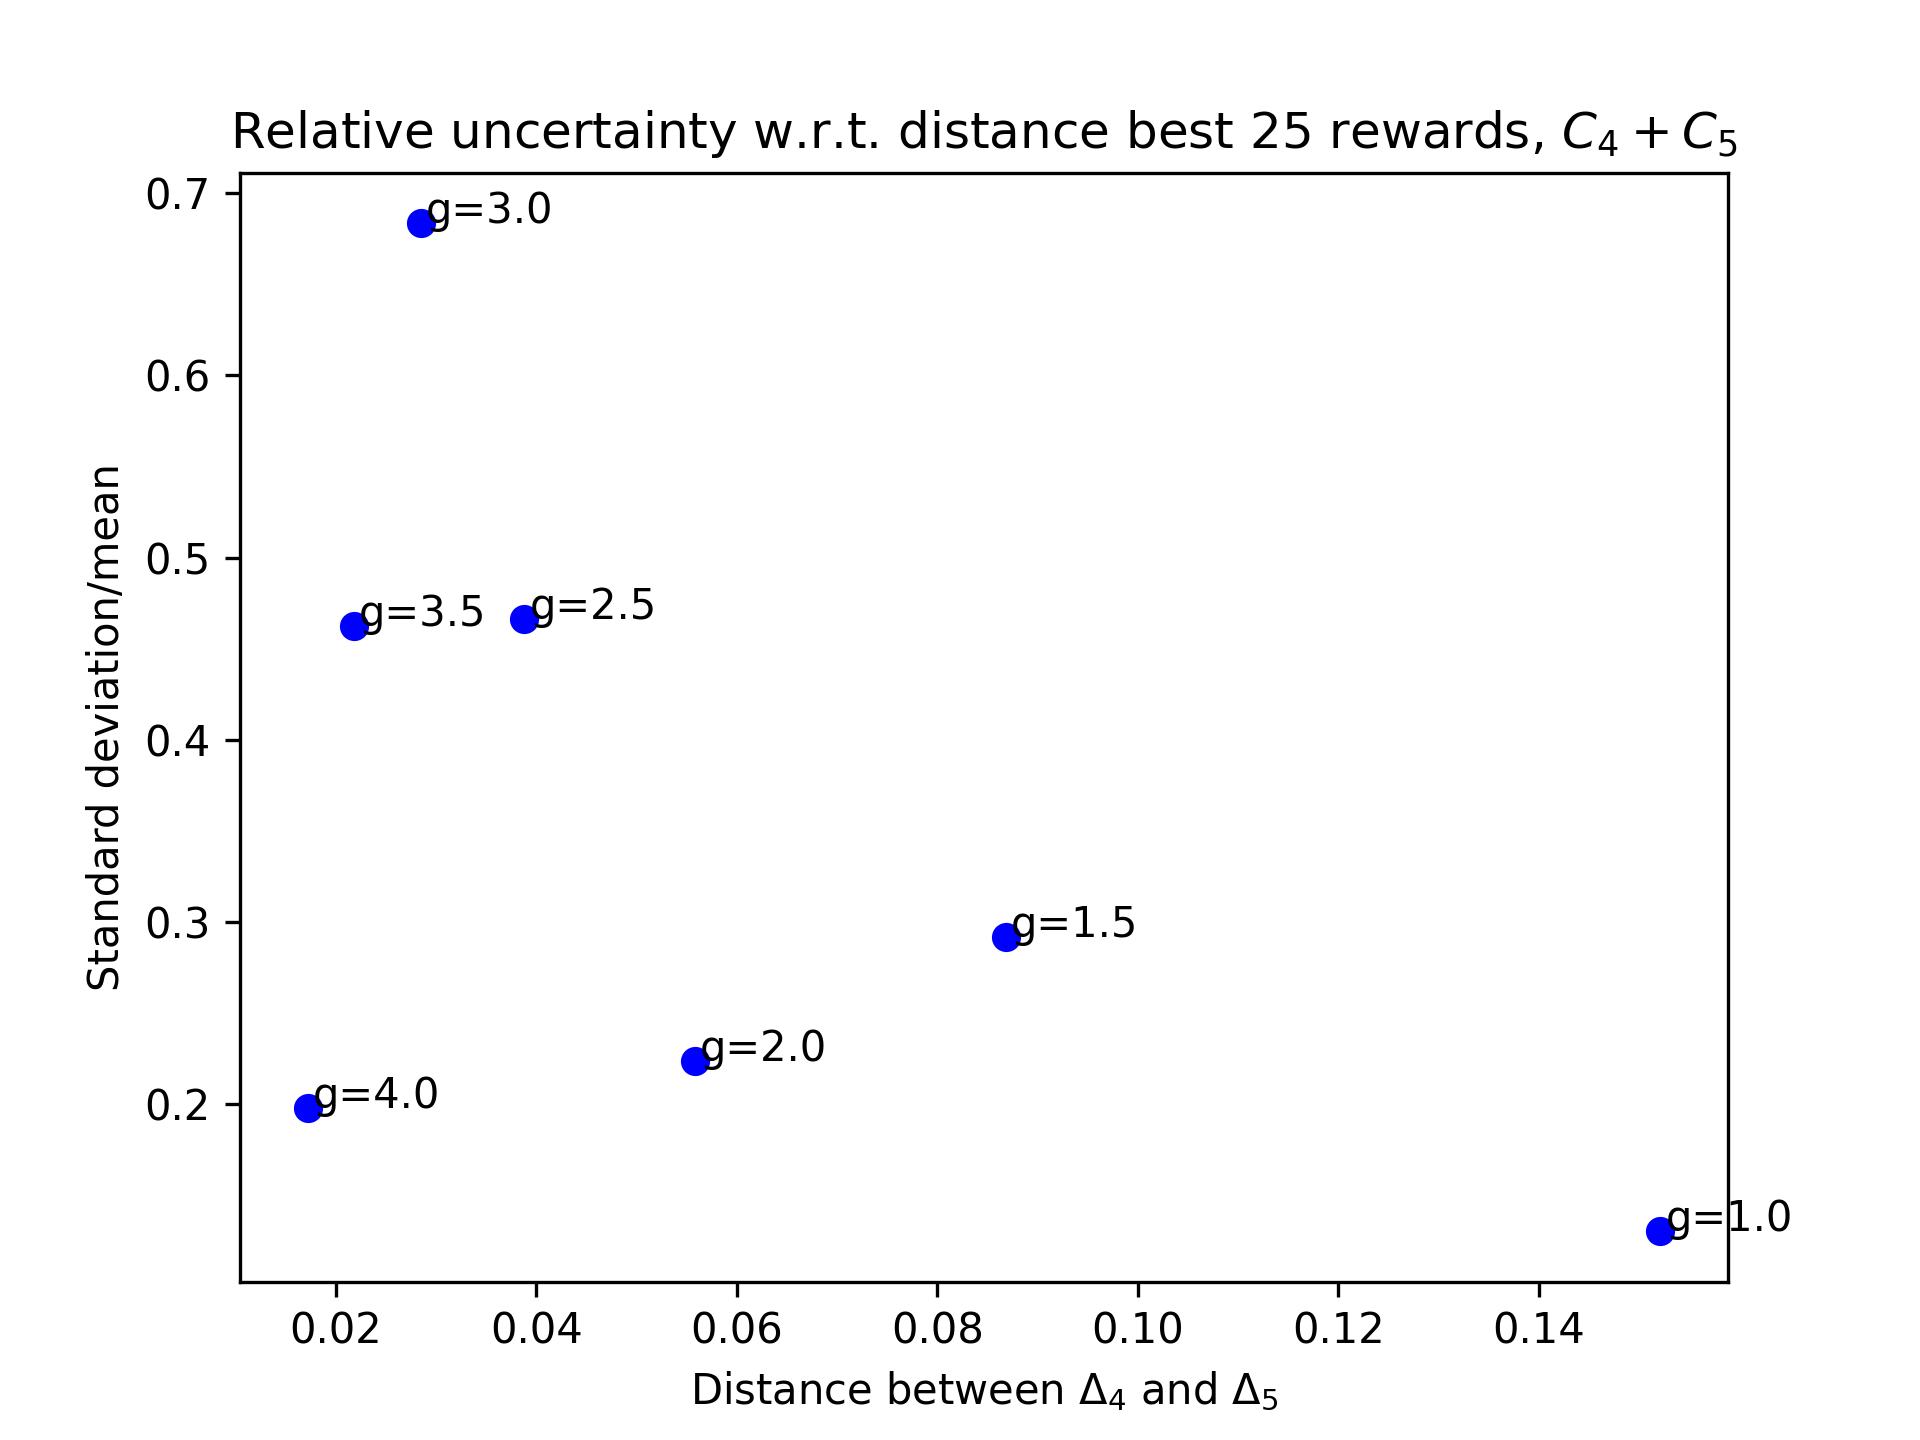 Relative uncertainty w.r.t. distance best 25 rewards, C₄ + C₅
0.7
0.6
0.5
0.4
0.3
0.2
Standard deviation/mean
g=3.0
g=3.5
g=2.5
g=1.5
g=2.0
g=4.0
g=1.0
0.02 0.04 0.06 0.08 0.10 0.12 0.14
Distance between Δ₄ and Δ₅